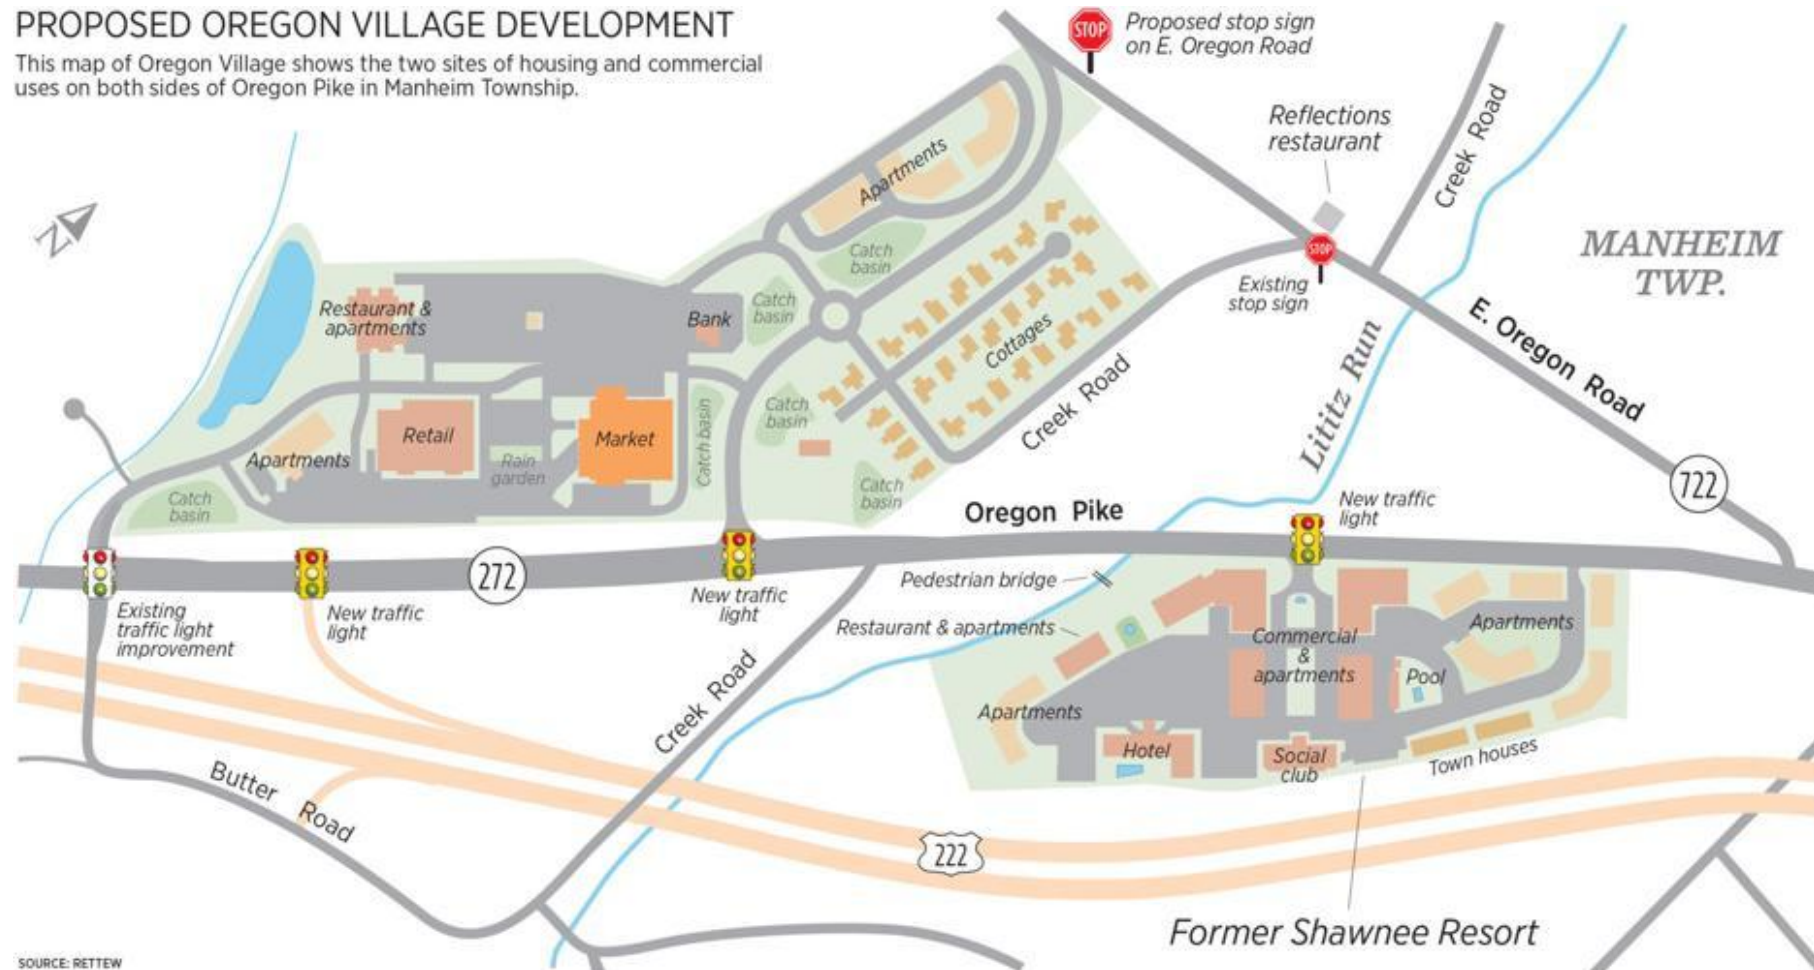 PROPOSED OREGON VILLAGE DEVELOPMENT
This map of Oregon Village shows the two sites of housing and commercial
uses on both sides of Oregon Pike in Manheim Township.
STOP
Proposed stop sign
on E. Oregon Road
Reflections
restaurant
Creek Road
MANHEIM
TWP.
N
Apartments
Catch
basin
STOP
Existing
stop sign
E. Oregon Road
Lititz Run
Restaurant &
apartments
Bank
Catch
basin
Cottages
Creek Road
Catch
basin
Retail
Market
Catch basin
Apartments
Rain
garden
Catch
basin
Catch
basin
722
Oregon Pike
New traffic
light
272
Existing
traffic light
improvement
New traffic
light
New traffic
light
Pedestrian bridge
Restaurant & apartments
Commercial
&
apartments
Apartments
Pool
Apartments
Creek Road
Hotel
Social
club
Town houses
Butter Road
222
Former Shawnee Resort
SOURCE: RETTEW